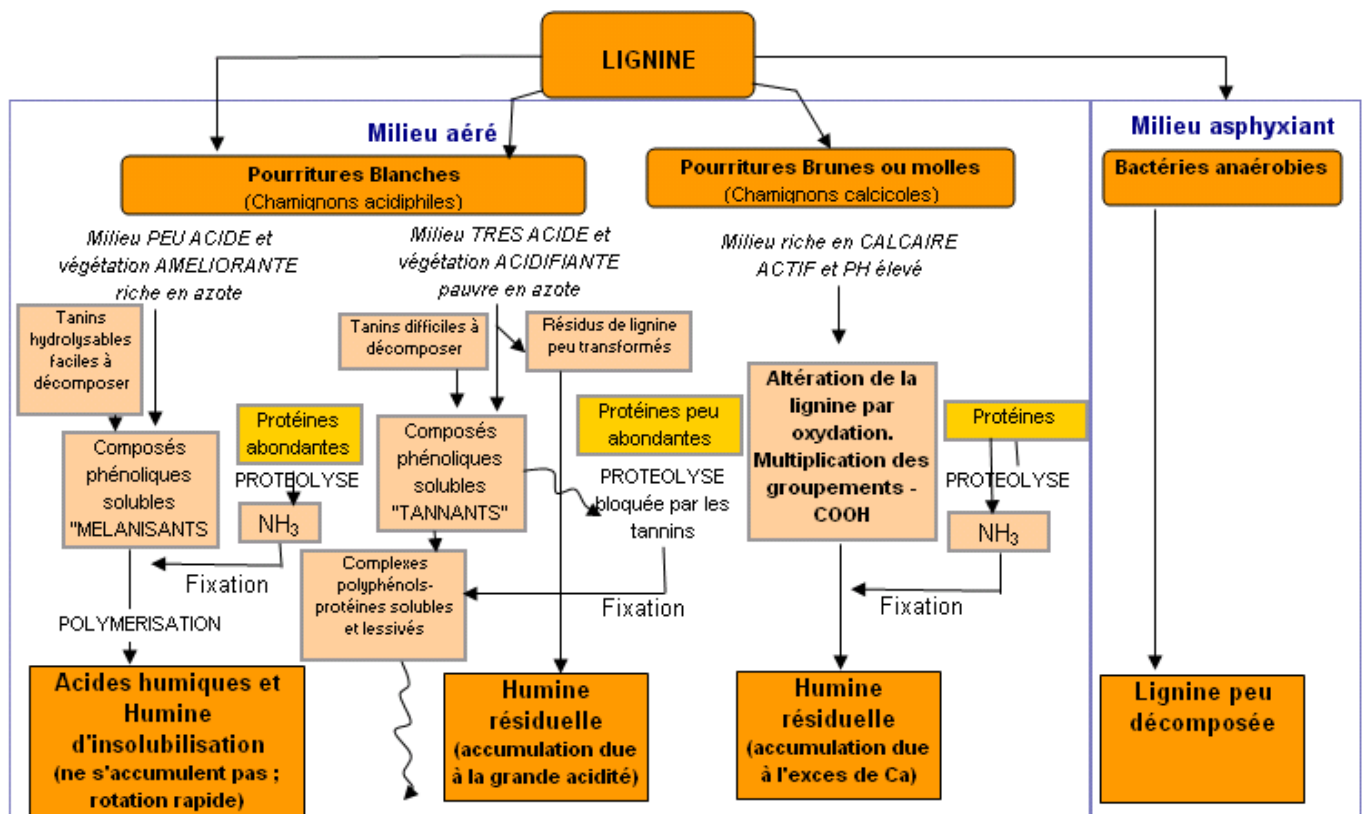 LIGNINE
Milieu aéré
Milieu asphyxiant
Pourritures Blanches
(Chamignons acidiphiles)
Pourritures Brunes ou molles
(Chamignons calcicoles)
Bactéries anaérobies
Milieu PEU ACIDE et
végétation AMELIORANTE
riche en azote
Milieu TRES ACIDE et
végétation ACIDIFIANTE
pauvre en azote
Milieu riche en CALCAIRE
ACTIF et PH élevé
Tanins
hydrolysables
faciles à
décomposer
Tanins difficiles à
décomposer
Résidus de lignine
peu transformés
Composés
phénoliques
solubles
"MELANISANTS
Protéines
abondantes
PROTEOLYSE
NH3
Fixation
POLYMERISATION
Composés
phénoliques
solubles
"TANNANTS"
Protéines peu
abondantes
PROTEOLYSE
bloquée par les
tannins
Fixation
Complexes
polyphénols-
protéines solubles
et lessivés
Altération de la
lignine par
oxydation.
Multiplication des
groupements -
COOH
Protéines
PROTEOLYSE
NH3
Fixation
Acides humiques et
Humine
d'insolubilisation
(ne s'accumulent pas ;
rotation rapide)
Humine
résiduelle
(accumulation due
à la grande acidité)
Humine
résiduelle
(accumulation due
à l'exces de Ca)
Lignine peu
décomposée